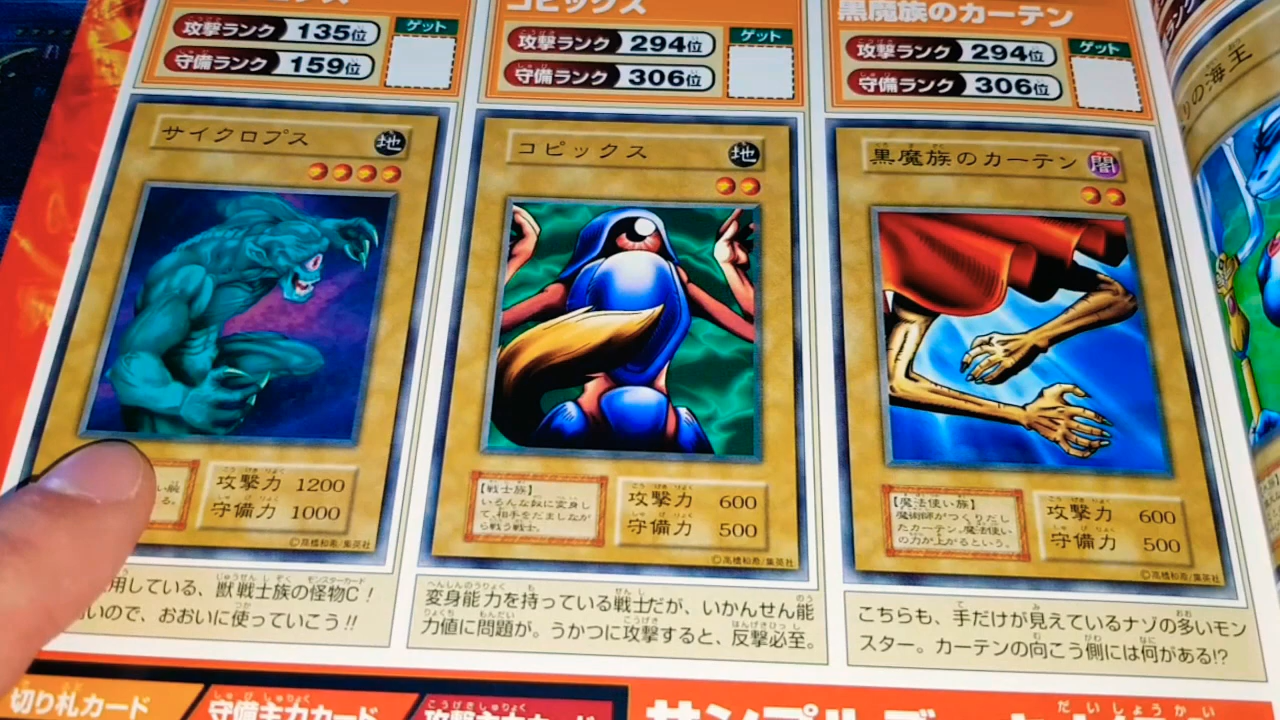 攻撃ランク 135位
守備ランク 159位
ゲット
サイクロプス
地
攻撃力 1200
守備力 1000
©高橋和希/集英社
用している、獣戦士族の怪物C!
いので、おおいに使っていこう!!
コピックス
攻撃ランク 294位
守備ランク 306位
ゲット
コピックス
地
【戦士族】
いろんな奴に変身し
て、相手をだましなが
ら戦う戦士。
攻撃力 600
守備力 500
©高橋和希/集英社
変身能力を持っている戦士だが、いかんせん能
力値に問題が。うかつに攻撃すると、反撃必至。
黒魔族のカーテン
攻撃ランク 294位
守備ランク 306位
ゲット
黒魔族のカーテン
闇
【魔法使い族】
魔術師がつくりだし
たカーテン。魔法使い
の力が上がるという。
攻撃力 600
守備力 500
©高橋和希/集英社
こちらも、手だけが見えているナゾの多いモン
スター。カーテンの向こう側には何がある!?
りの海王
切り札カード
守備主力カード